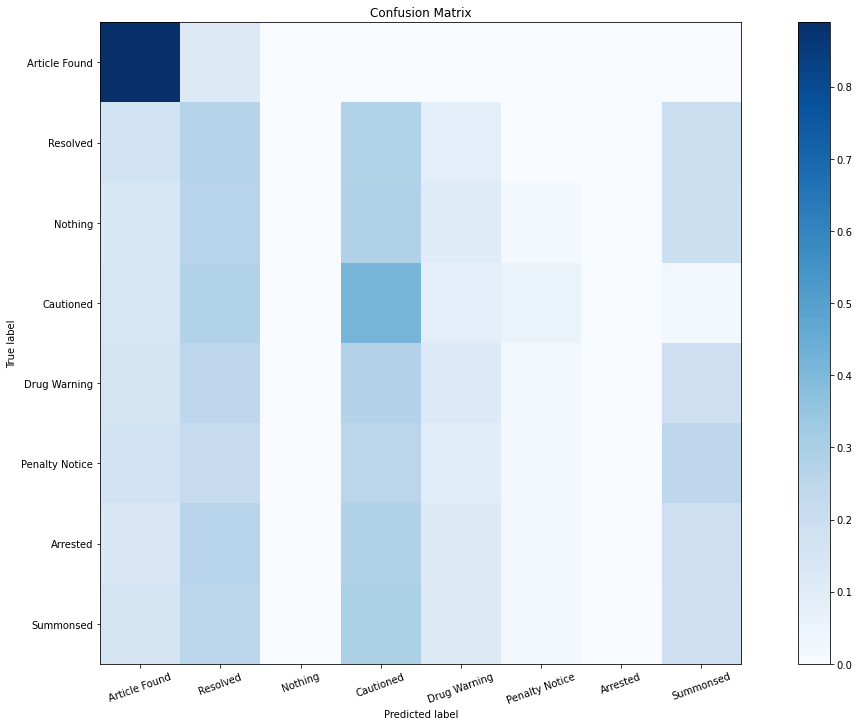 Confusion Matrix
True label
Article Found
Resolved
Nothing
Cautioned
Drug Warning
Penalty Notice
Arrested
Summonsed
Article Found
Resolved
Nothing
Cautioned
Drug Warning
Penalty Notice
Arrested
Summonsed
Predicted label
0.8
0.7
0.6
0.5
0.4
0.3
0.2
0.1
0.0